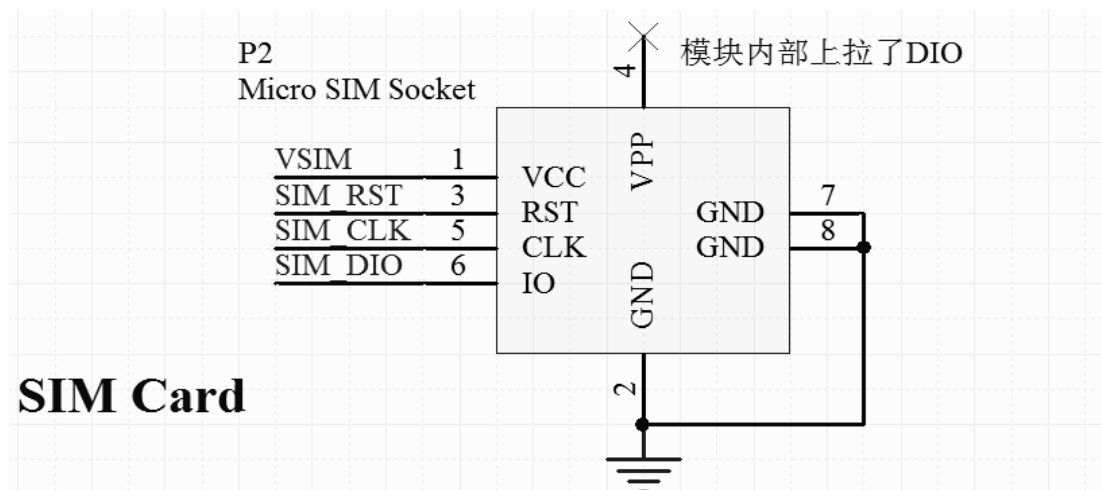 P2
Micro SIM Socket
模块内部上拉了DIO
4
VPP
VSIM 1 VCC
SIM_RST 3 RST
SIM_CLK 5 CLK
SIM_DIO 6 IO
GND 7
GND 8
GND
2
SIM Card